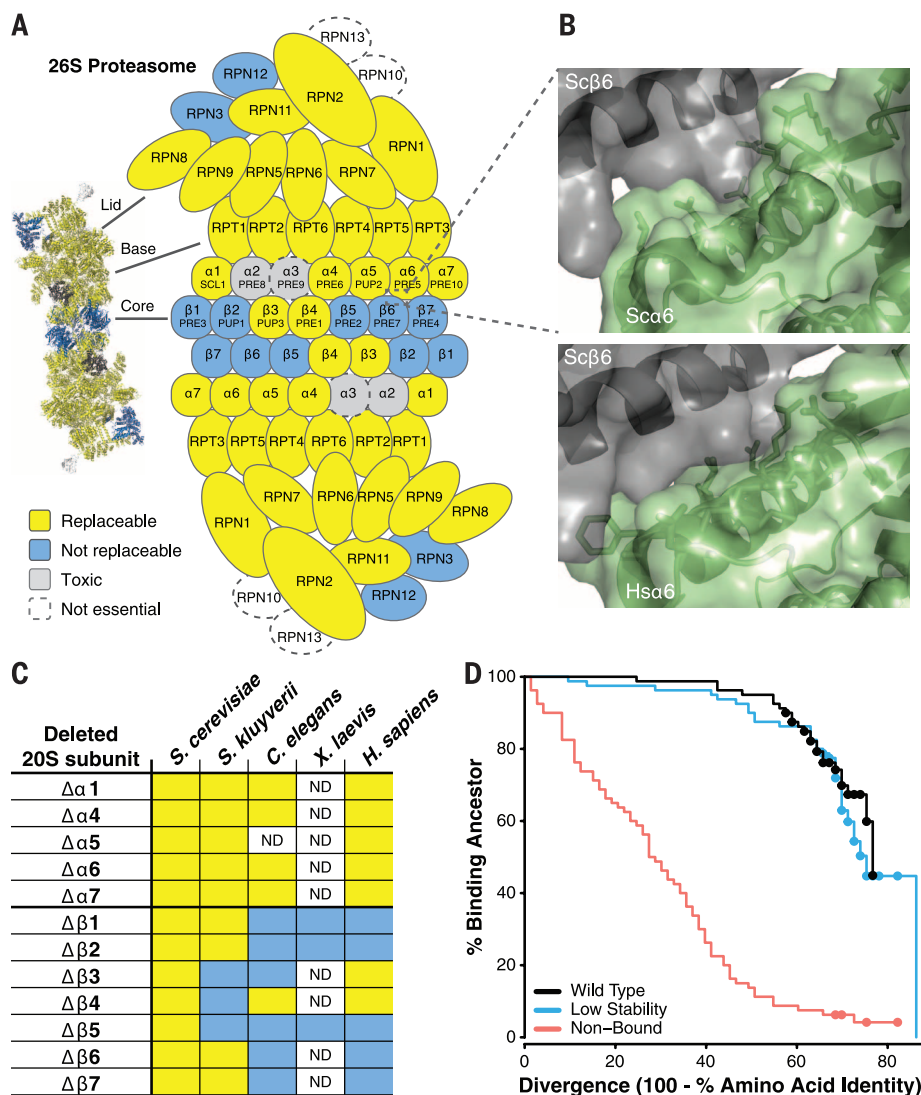 A
26S Proteasome
RPN13
RPN12
RPN10
RPN2
RPN3
RPN11
RPN1
RPN8
RPN9
RPN5
RPN6
RPN7
Lid
Base
Core
RPT1 RPT2 RPT6 RPT4 RPT5 RPT3
α1 α2 α3 α4 α5 α6 α7
SCL1 PRE8 PRE9 PRE6 PUP2 PRE5 PRE10
β1 β2 β3 β4 β5 β6 β7
PRE3 PUP1 PUP3 PRE1 PRE2 PRE7 PRE4
β7 β6 β5 β4 β3 β2 β1
α7 α6 α5 α4 α3 α2 α1
RPT3 RPT5 RPT4 RPT6 RPT2 RPT1
RPN7
RPN6
RPN5
RPN9
RPN1
RPN8
RPN11
RPN3
RPN2
RPN10
RPN12
RPN13
Replaceable
Not replaceable
Toxic
Not essential
B
Scβ6
Scα6
Scβ6
Hsα6
C
Deleted
20S subunit
S. cerevisiae
S. kluyverii
C. elegans
X. laevis
H. sapiens
Δα1 ND
Δα4 ND
Δα5 ND ND
Δα6 ND
Δα7 ND
Δβ1
Δβ2
Δβ3 ND
Δβ4 ND
Δβ5
Δβ6 ND
Δβ7 ND
D
% Binding Ancestor
100
80
60
40
20
0
Wild Type
Low Stability
Non−Bound
0 20 40 60 80
Divergence (100 - % Amino Acid Identity)